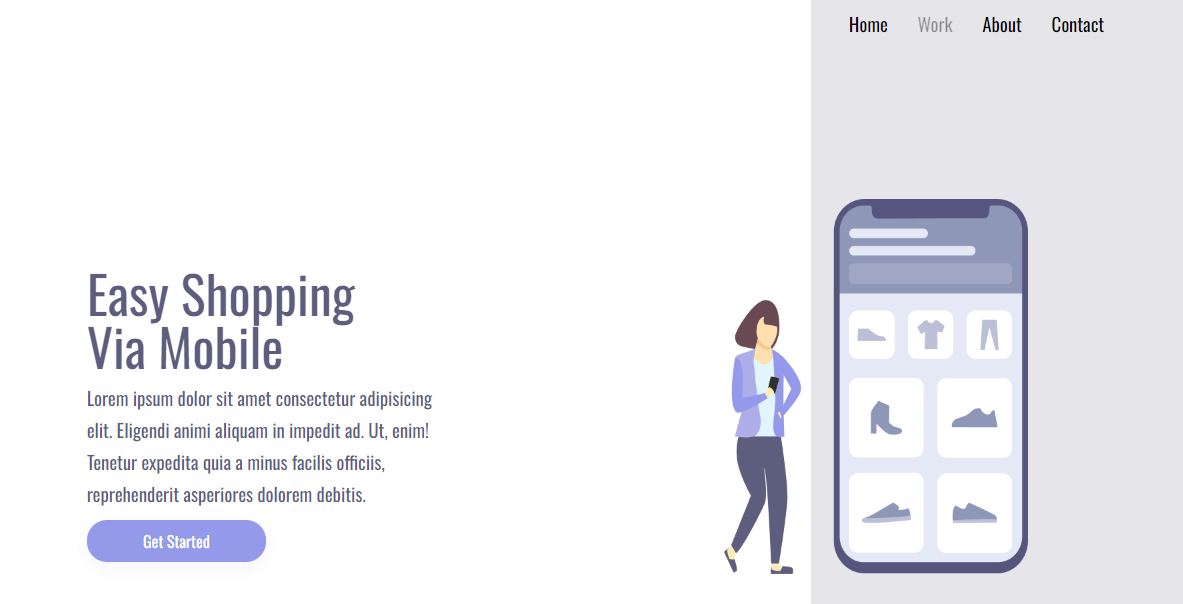 Home Work About Contact
Easy Shopping
Via Mobile
Lorem ipsum dolor sit amet consectetur adipisicing
elit. Eligendi animi aliquam in impedit ad. Ut, enim!
Tenetur expedita quia a minus facilis officiis,
reprehenderit asperiores dolorem debitis.
Get Started